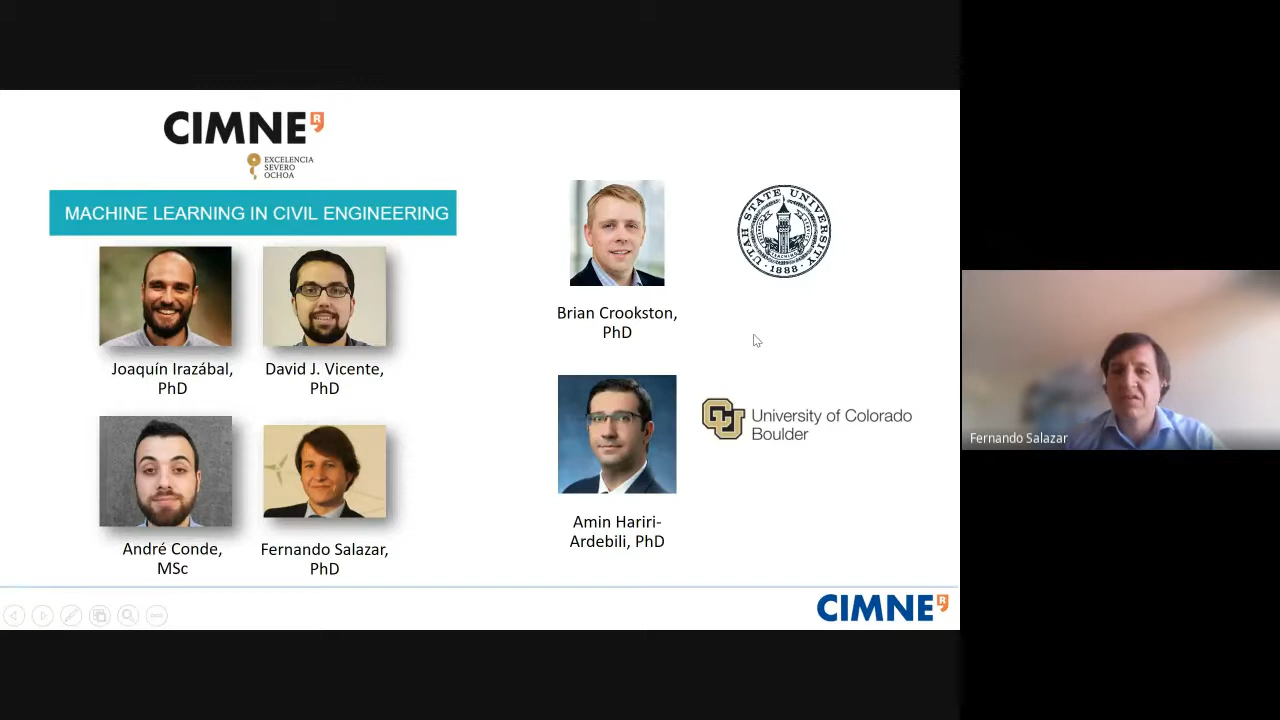 CIMNE R
EXCELENCIA
SEVERO
OCHOA
MACHINE LEARNING IN CIVIL ENGINEERING
Joaquín Irazábal,
PhD
David J. Vicente,
PhD
André Conde,
MSc
Fernando Salazar,
PhD
Brian Crookston,
PhD
UTAH STATE UNIVERSITY
1888
Amin Hariri-
Ardebili, PhD
CU
University of Colorado
Boulder
CIMNE R
Fernando Salazar